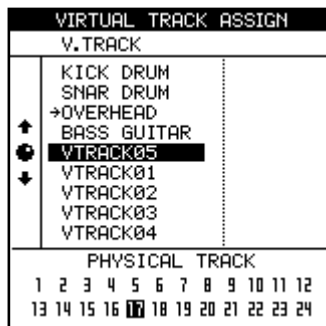 VIRTUAL TRACK ASSIGN
V.TRACK
KICK DRUM
SNAR DRUM
→OVERHEAD
BASS GUITAR
VTRACK05
VTRACK01
VTRACK02
VTRACK03
VTRACK04
PHYSICAL TRACK
1 2 3 4 5 6 7 8 9 10 11 12
13 14 15 16 17 18 19 20 21 22 23 24